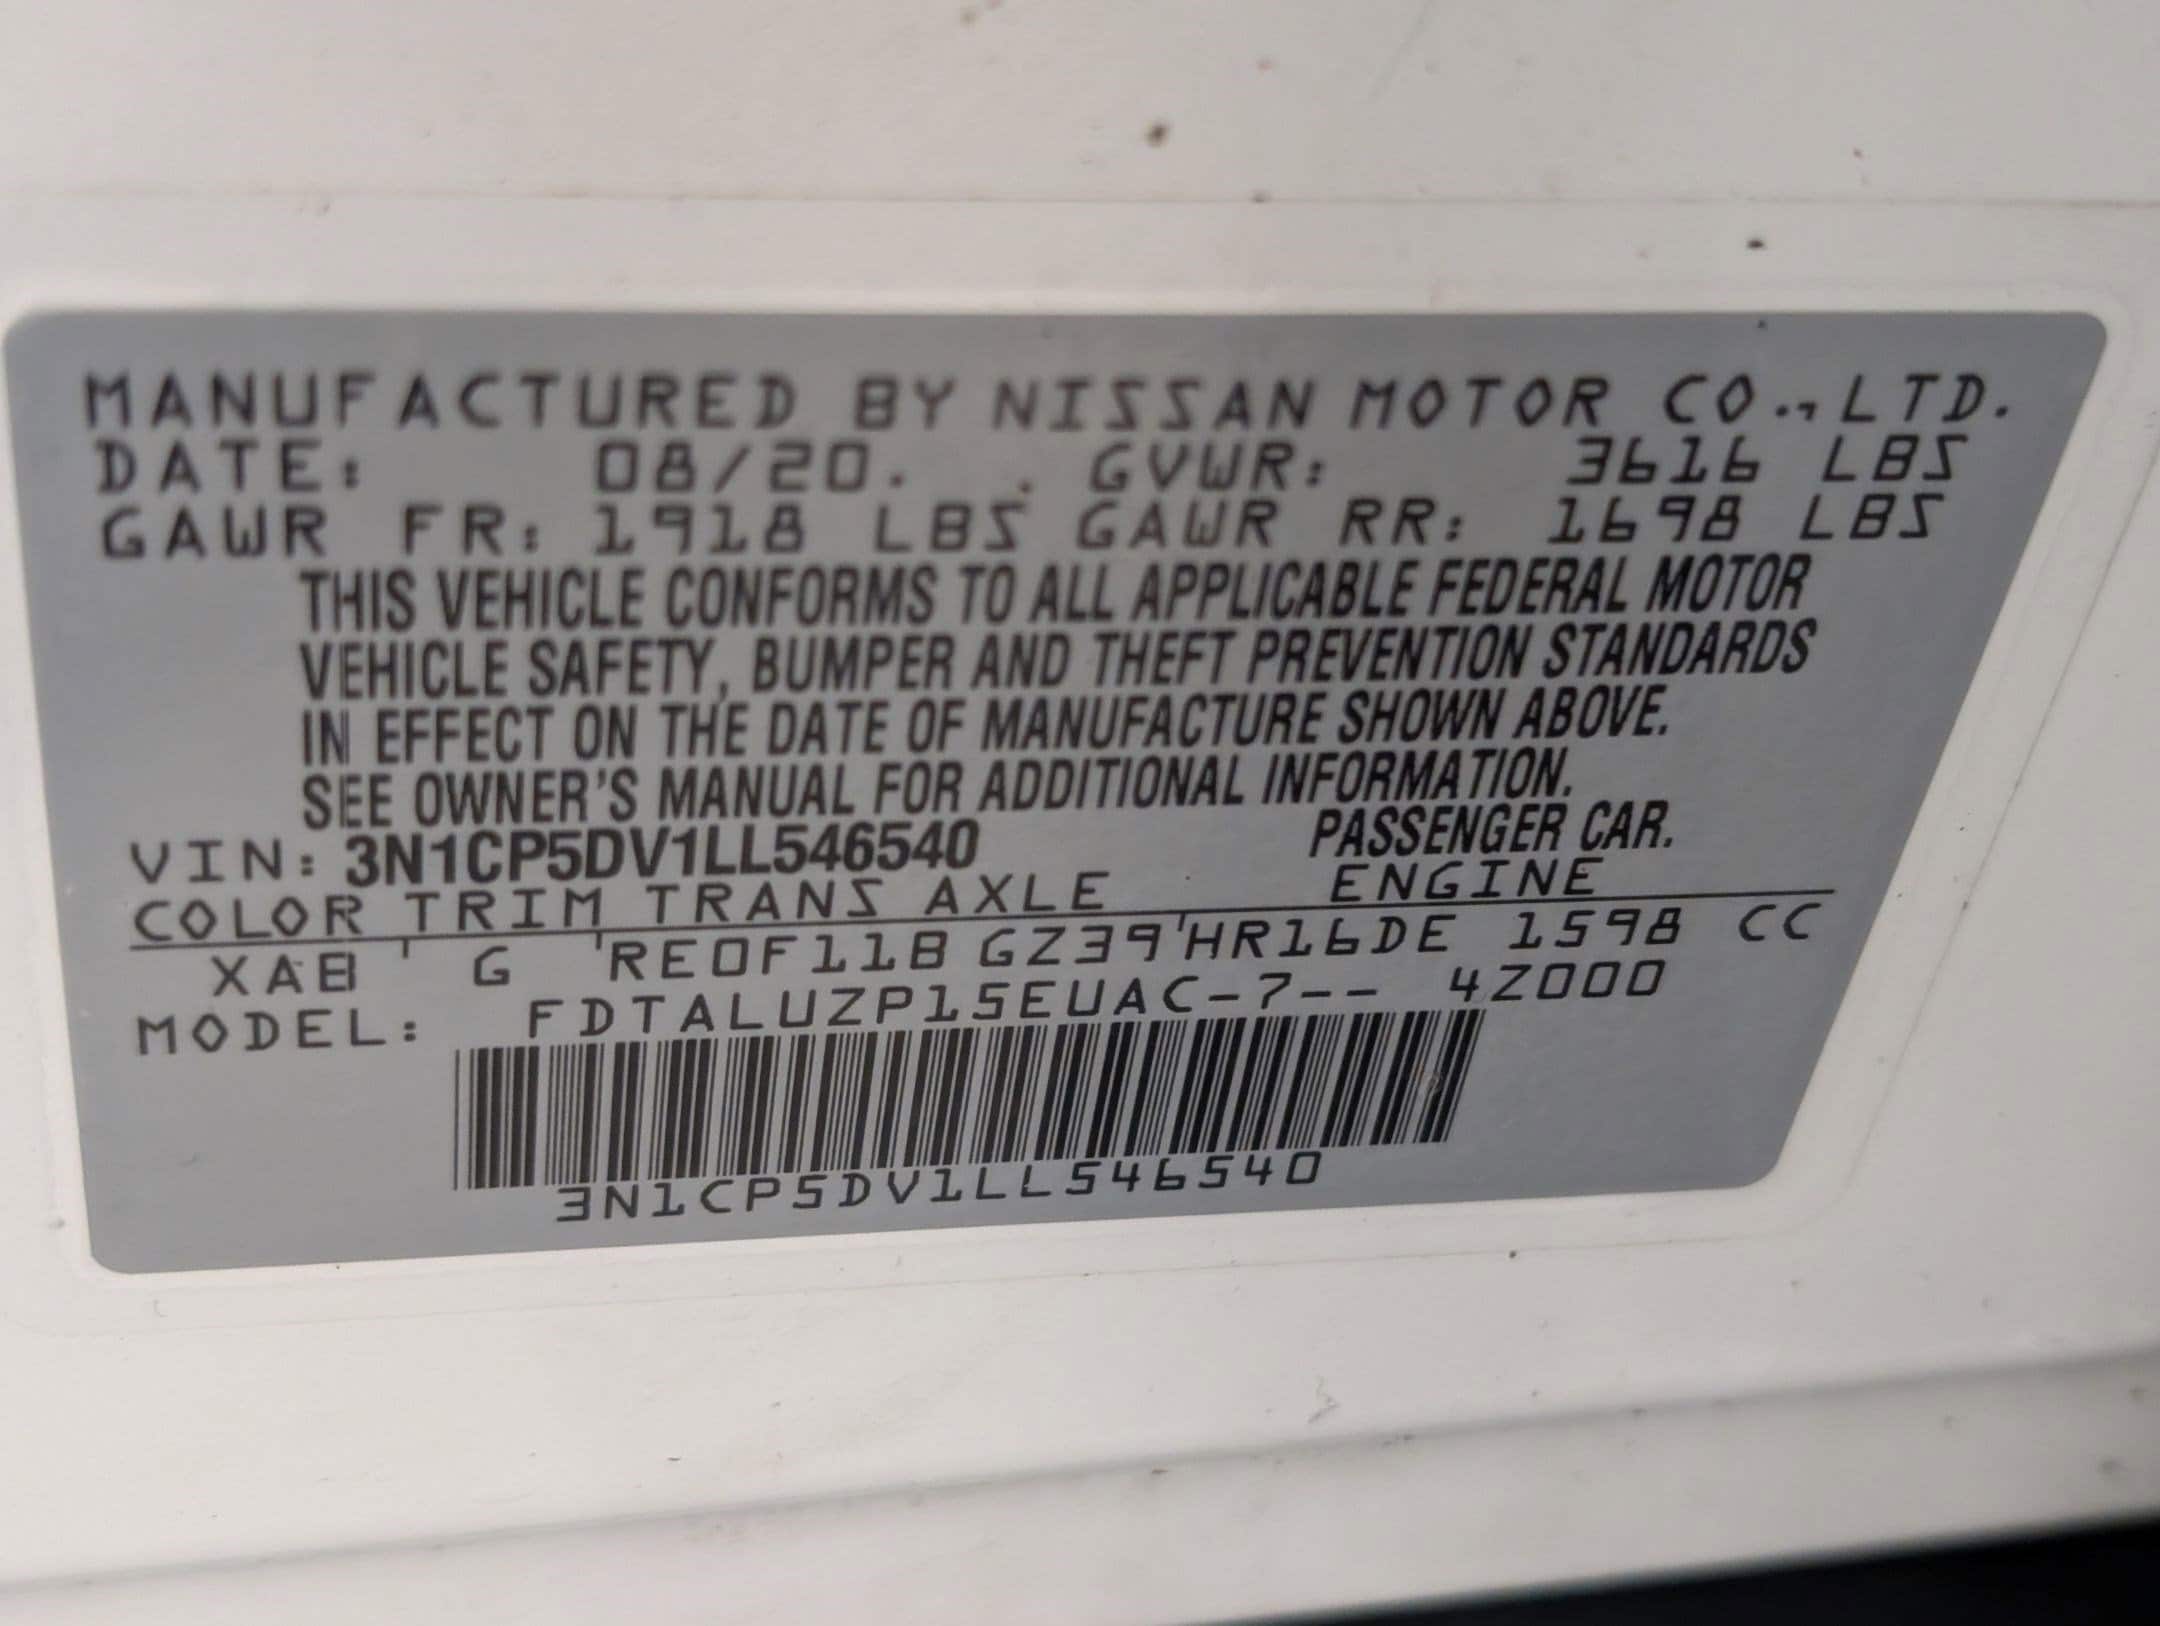 MANUFACTURED BY NISSAN MOTOR CO.,LTD.
DATE: 08/20. . GVWR: 3616 LBS
GAWR FR: 1918 LBS GAWR RR: 1698 LBS
THIS VEHICLE CONFORMS TO ALL APPLICABLE FEDERAL MOTOR
VEHICLE SAFETY, BUMPER AND THEFT PREVENTION STANDARDS
IN EFFECT ON THE DATE OF MANUFACTURE SHOWN ABOVE.
SEE OWNER'S MANUAL FOR ADDITIONAL INFORMATION.
VIN: 3N1CP5DV1LL546540 PASSENGER CAR.
COLOR TRIM TRANS AXLE ENGINE
XAB ' G 'RE0F11B GZ39'HR16DE 1598 CC
MODEL: FDTALUZP15EUAC-7-- 4Z000
3N1CP5DV1LL546540